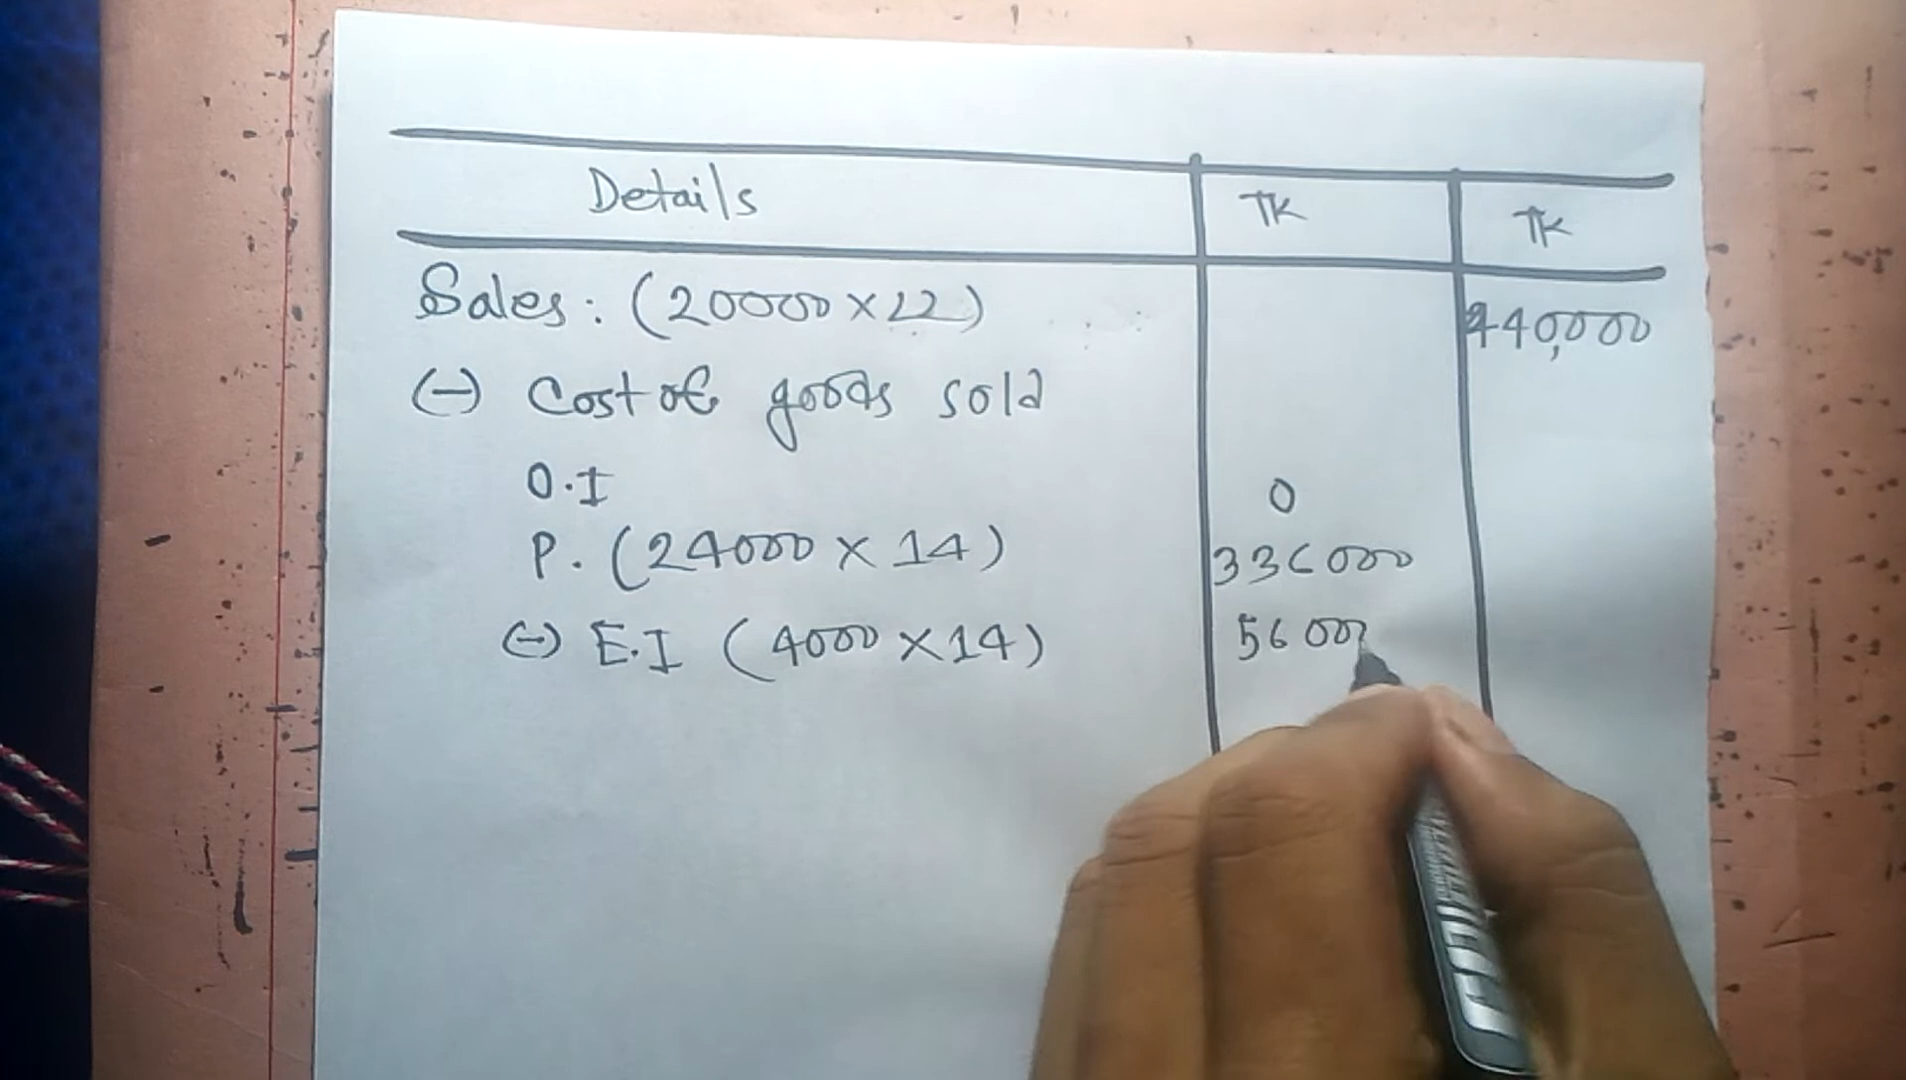 Details TK TK
Sales: (20000 × 22) 440,000
(-) Cost of goods sold
O.I 0
P. (24000 × 14) 336000
(-) E.I (4000 × 14) 56000